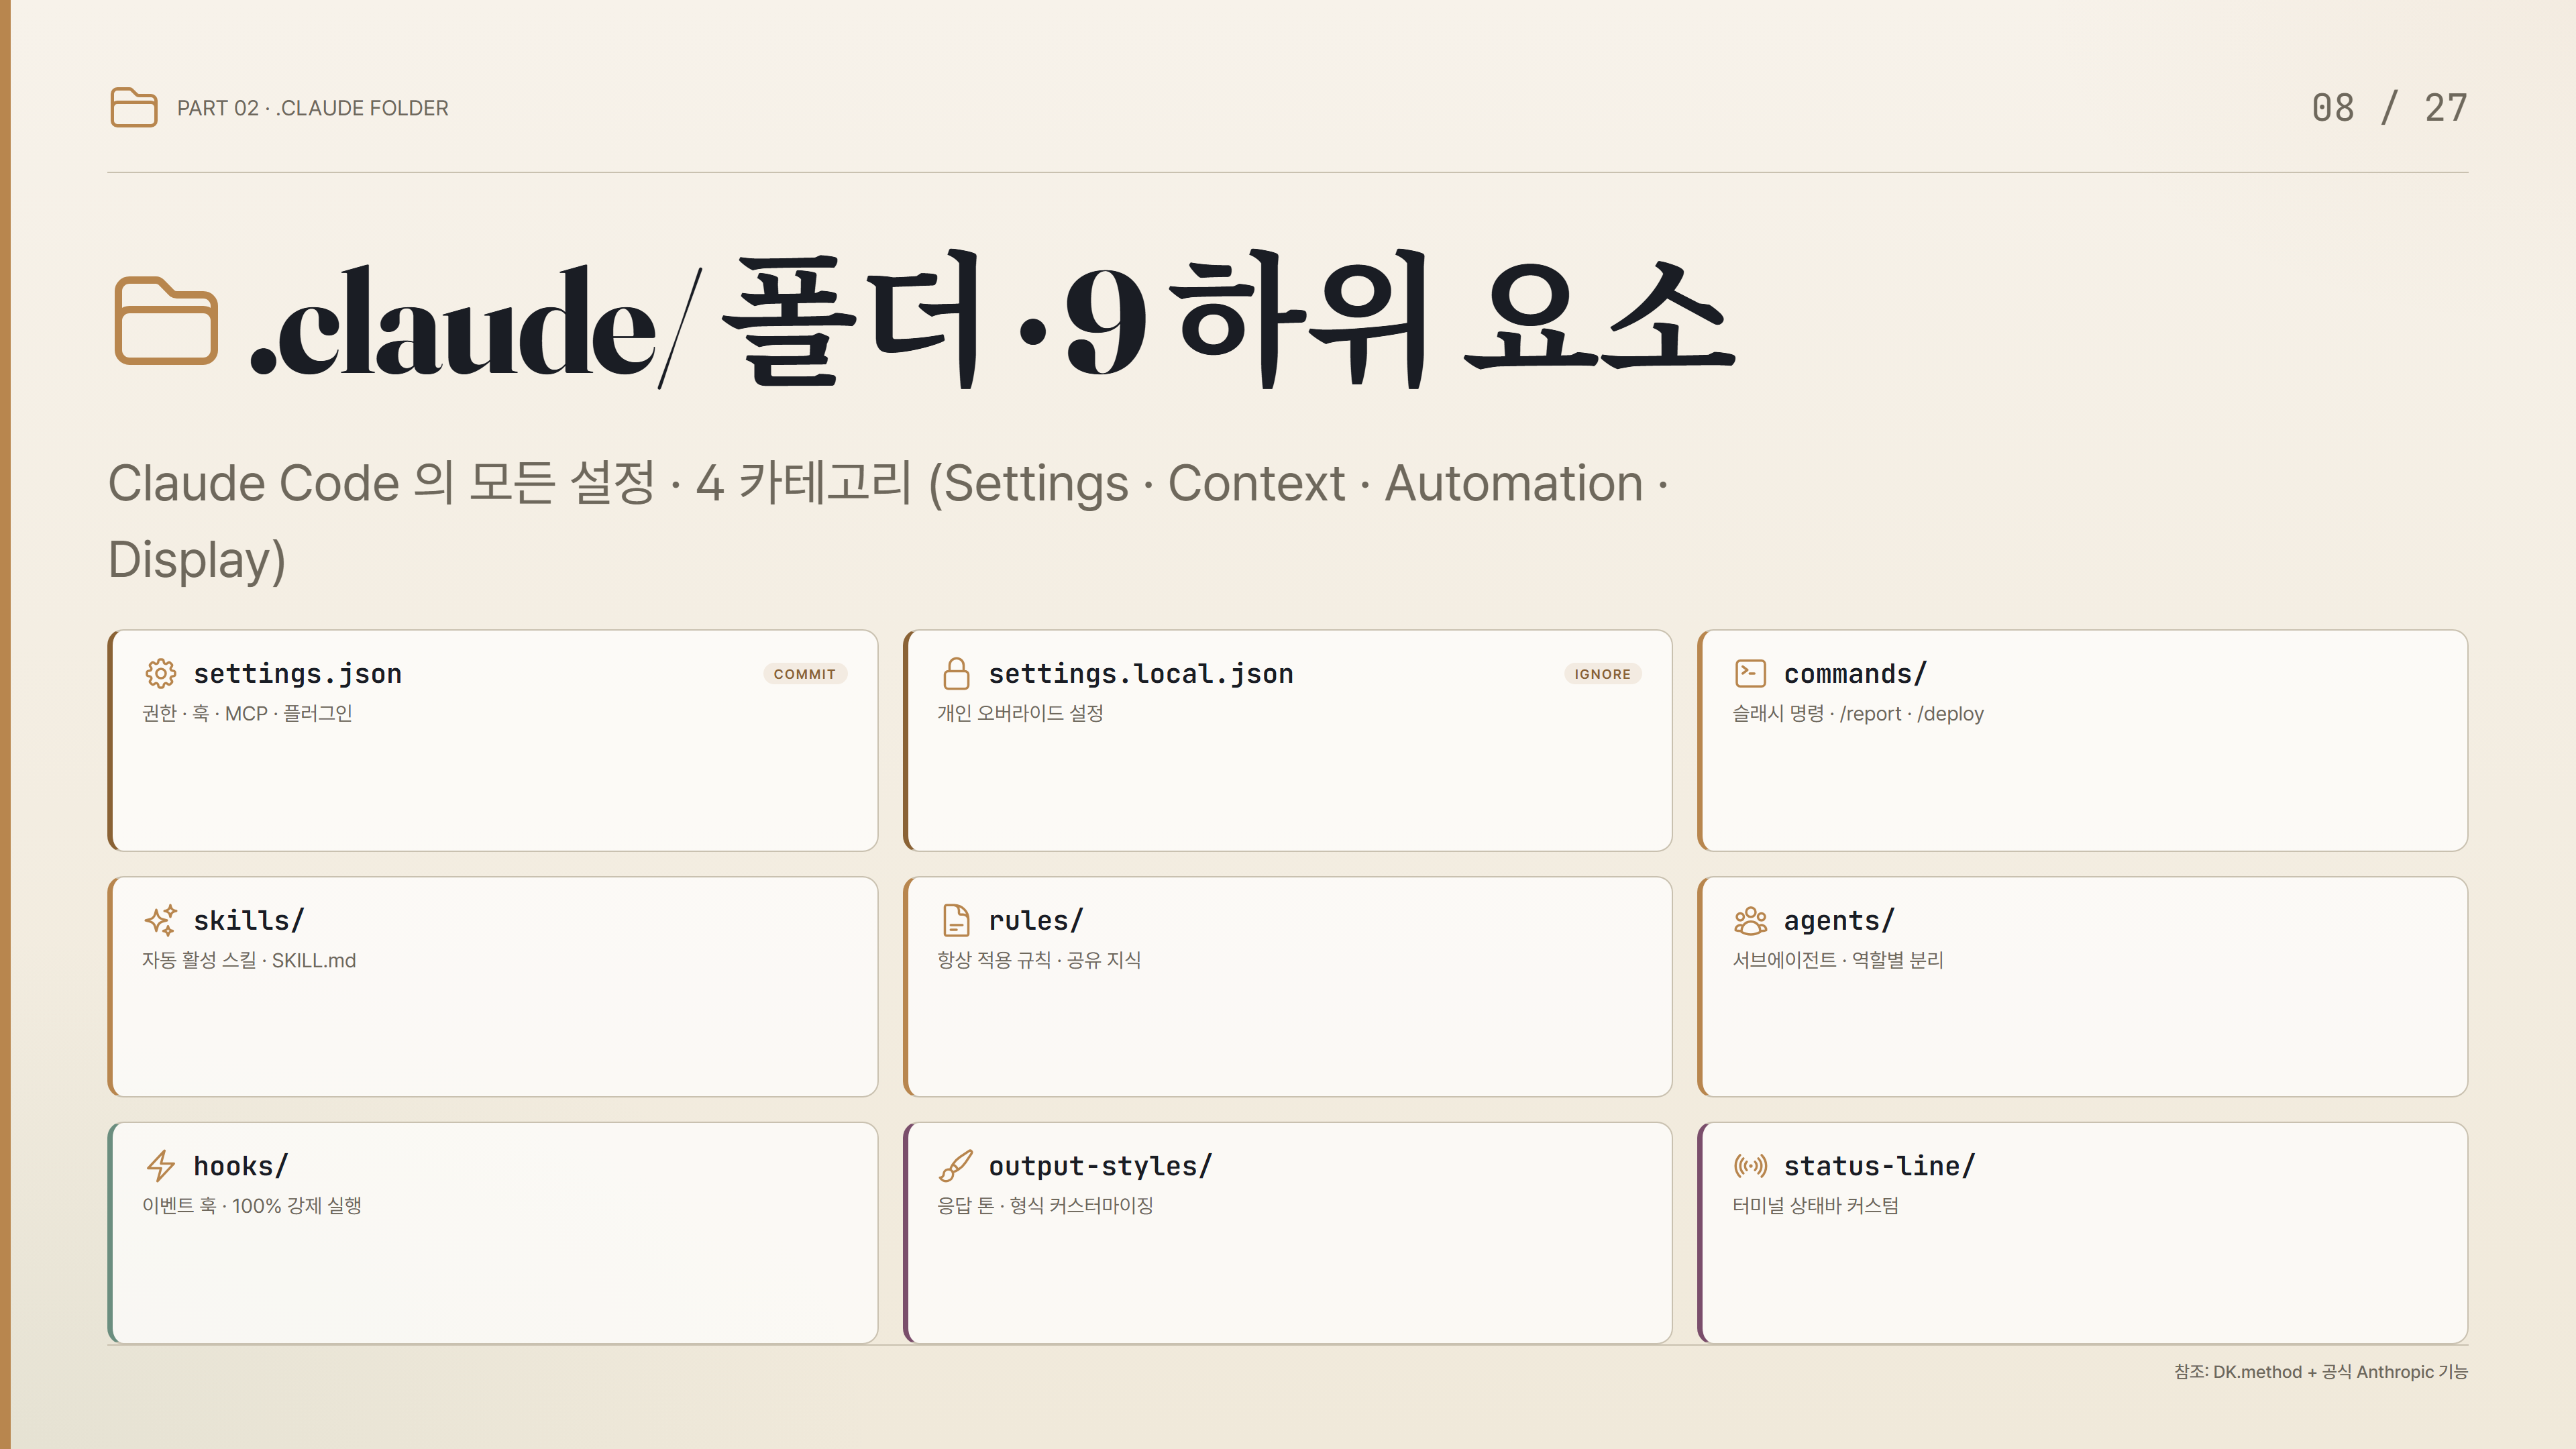 PART 02 · .CLAUDE FOLDER
08 / 27
.claude/ 폴더 · 9 하위 요소
Claude Code 의 모든 설정 · 4 카테고리 (Settings · Context · Automation ·
Display)
settings.json
COMMIT
권한 · 훅 · MCP · 플러그인
settings.local.json
IGNORE
개인 오버라이드 설정
commands/
슬래시 명령 · /report · /deploy
skills/
자동 활성 스킬 · SKILL.md
rules/
항상 적용 규칙 · 공유 지식
agents/
서브에이전트 · 역할별 분리
hooks/
이벤트 훅 · 100% 강제 실행
output-styles/
응답 톤 · 형식 커스터마이징
status-line/
터미널 상태바 커스텀
참조: DK.method + 공식 Anthropic 기능